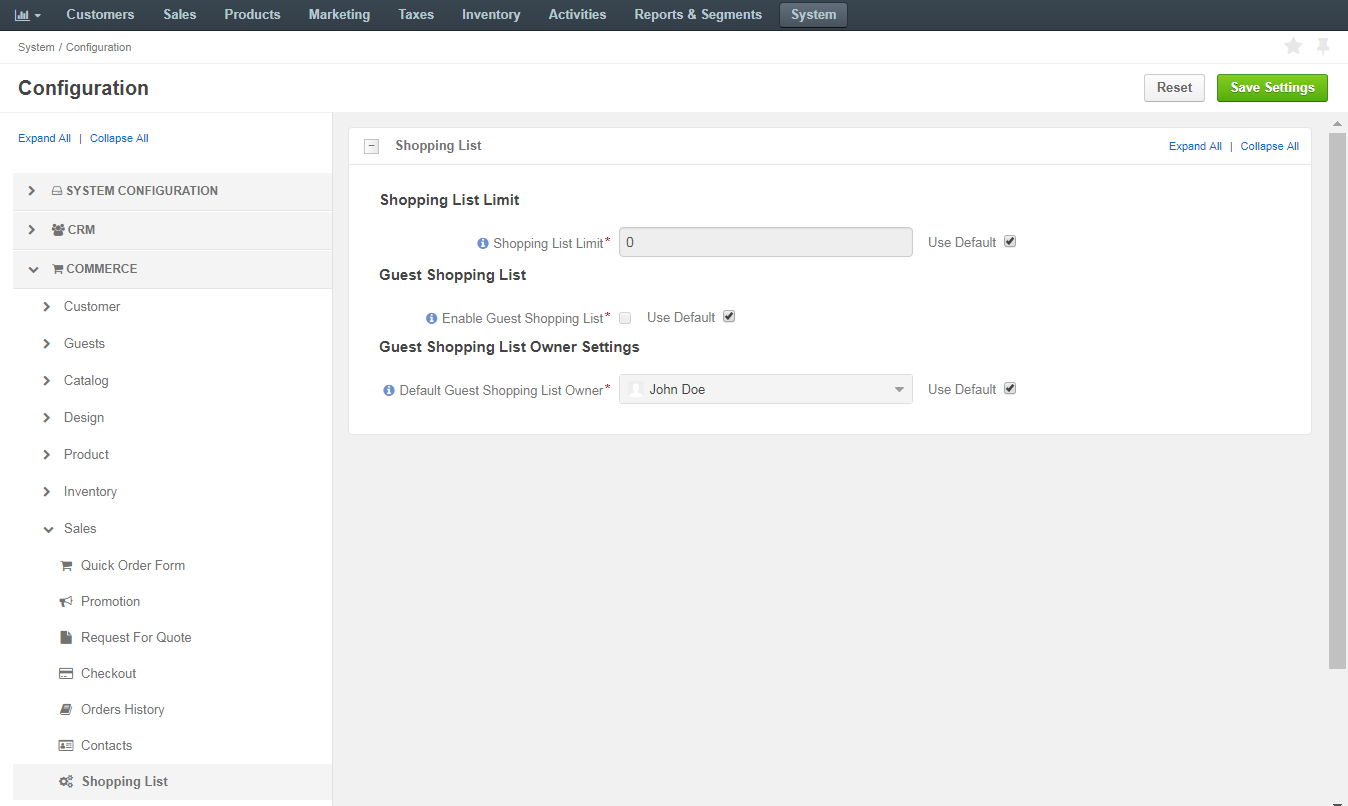 Customers Sales Products Marketing Taxes Inventory Activities Reports & Segments System
System / Configuration
Configuration
Reset Save Settings
Expand All | Collapse All
SYSTEM CONFIGURATION
CRM
COMMERCE
Customer
Guests
Catalog
Design
Product
Inventory
Sales
Quick Order Form
Promotion
Request For Quote
Checkout
Orders History
Contacts
Shopping List
Shopping List Expand All | Collapse All
Shopping List Limit
Shopping List Limit* 0 Use Default
Guest Shopping List
Enable Guest Shopping List* Use Default
Guest Shopping List Owner Settings
Default Guest Shopping List Owner* John Doe Use Default